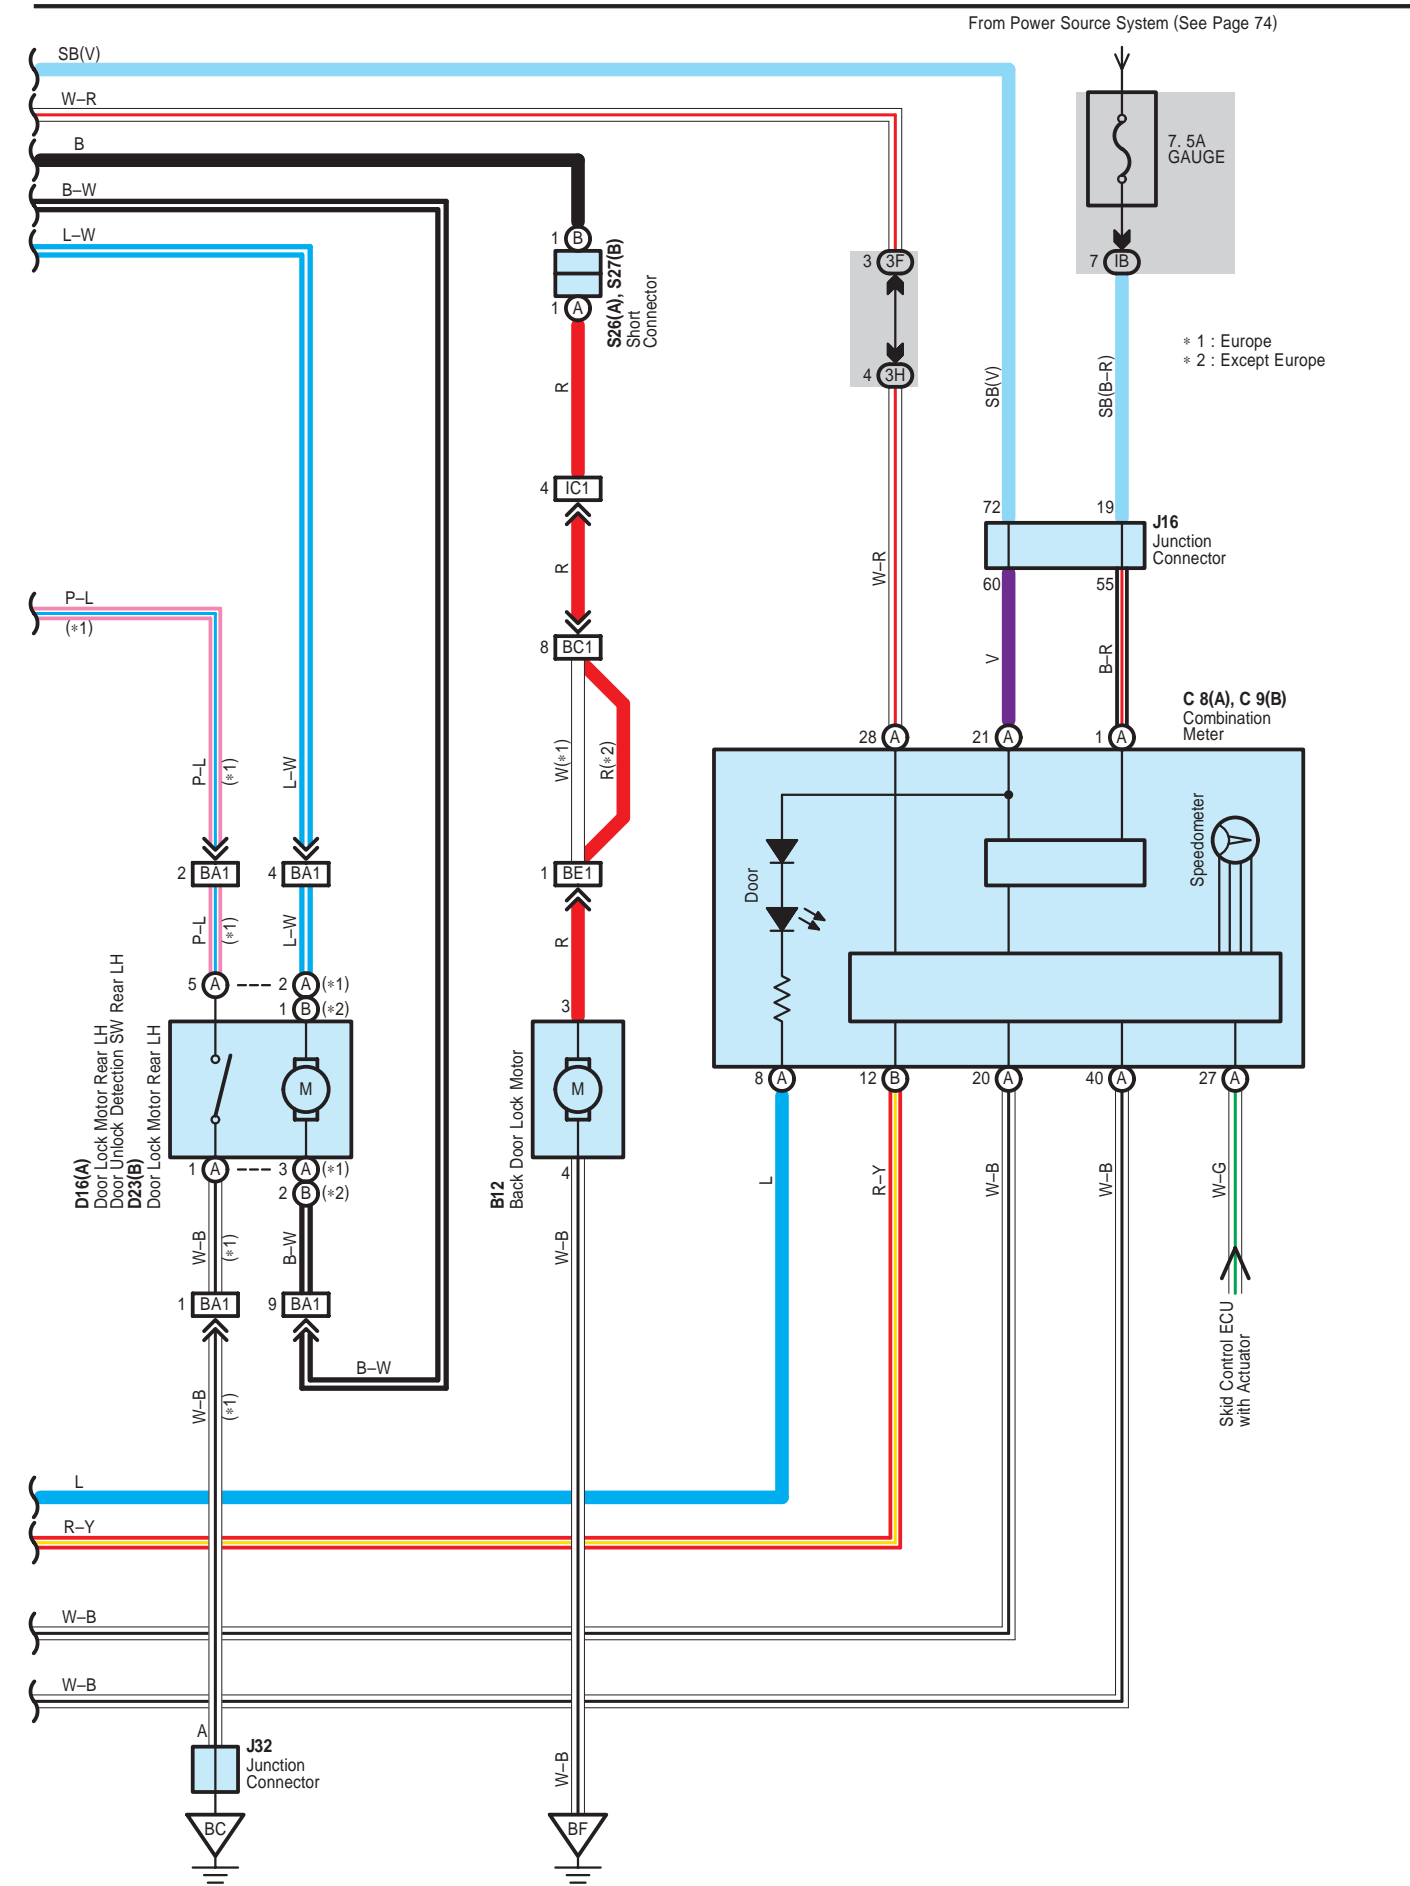 From Power Source System (See Page 74)
SB(V)
W–R
B
B–W
L–W
7. 5A
GAUGE
1 B
1 A
S26(A), S27(B)
Short
Connector
3 3F
4 3H
7 IB
∗ 1 : Europe
∗ 2 : Except Europe
R
SB(V)
SB(B–R)
4 IC1
72
19
J16
Junction
Connector
R
W–R
60
55
P–L
(∗1)
8 BC1
V
B–R
C 8(A), C 9(B)
Combination
Meter
28 A
21 A
1 A
P–L
(∗1)
L–W
W(∗1)
R(∗2)
2 BA1
4 BA1
1 BE1
Door
Speedometer
P–L
(∗1)
L–W
R
5 A
2 A (∗1)
1 B (∗2)
3
M
M
D16(A)
Door Lock Motor Rear LH
Door Unlock Detection SW Rear LH
D23(B)
Door Lock Motor Rear LH
B12
Back Door Lock Motor
8 A
12 B
20 A
40 A
27 A
1 A
3 A (∗1)
2 B (∗2)
4
L
R–Y
W–B
W–B
W–G
W–B
(∗1)
B–W
W–B
1 BA1
9 BA1
Skid Control ECU
with Actuator
B–W
W–B
(∗1)
L
R–Y
W–B
W–B
A
J32
Junction
Connector
W–B
BC
BF